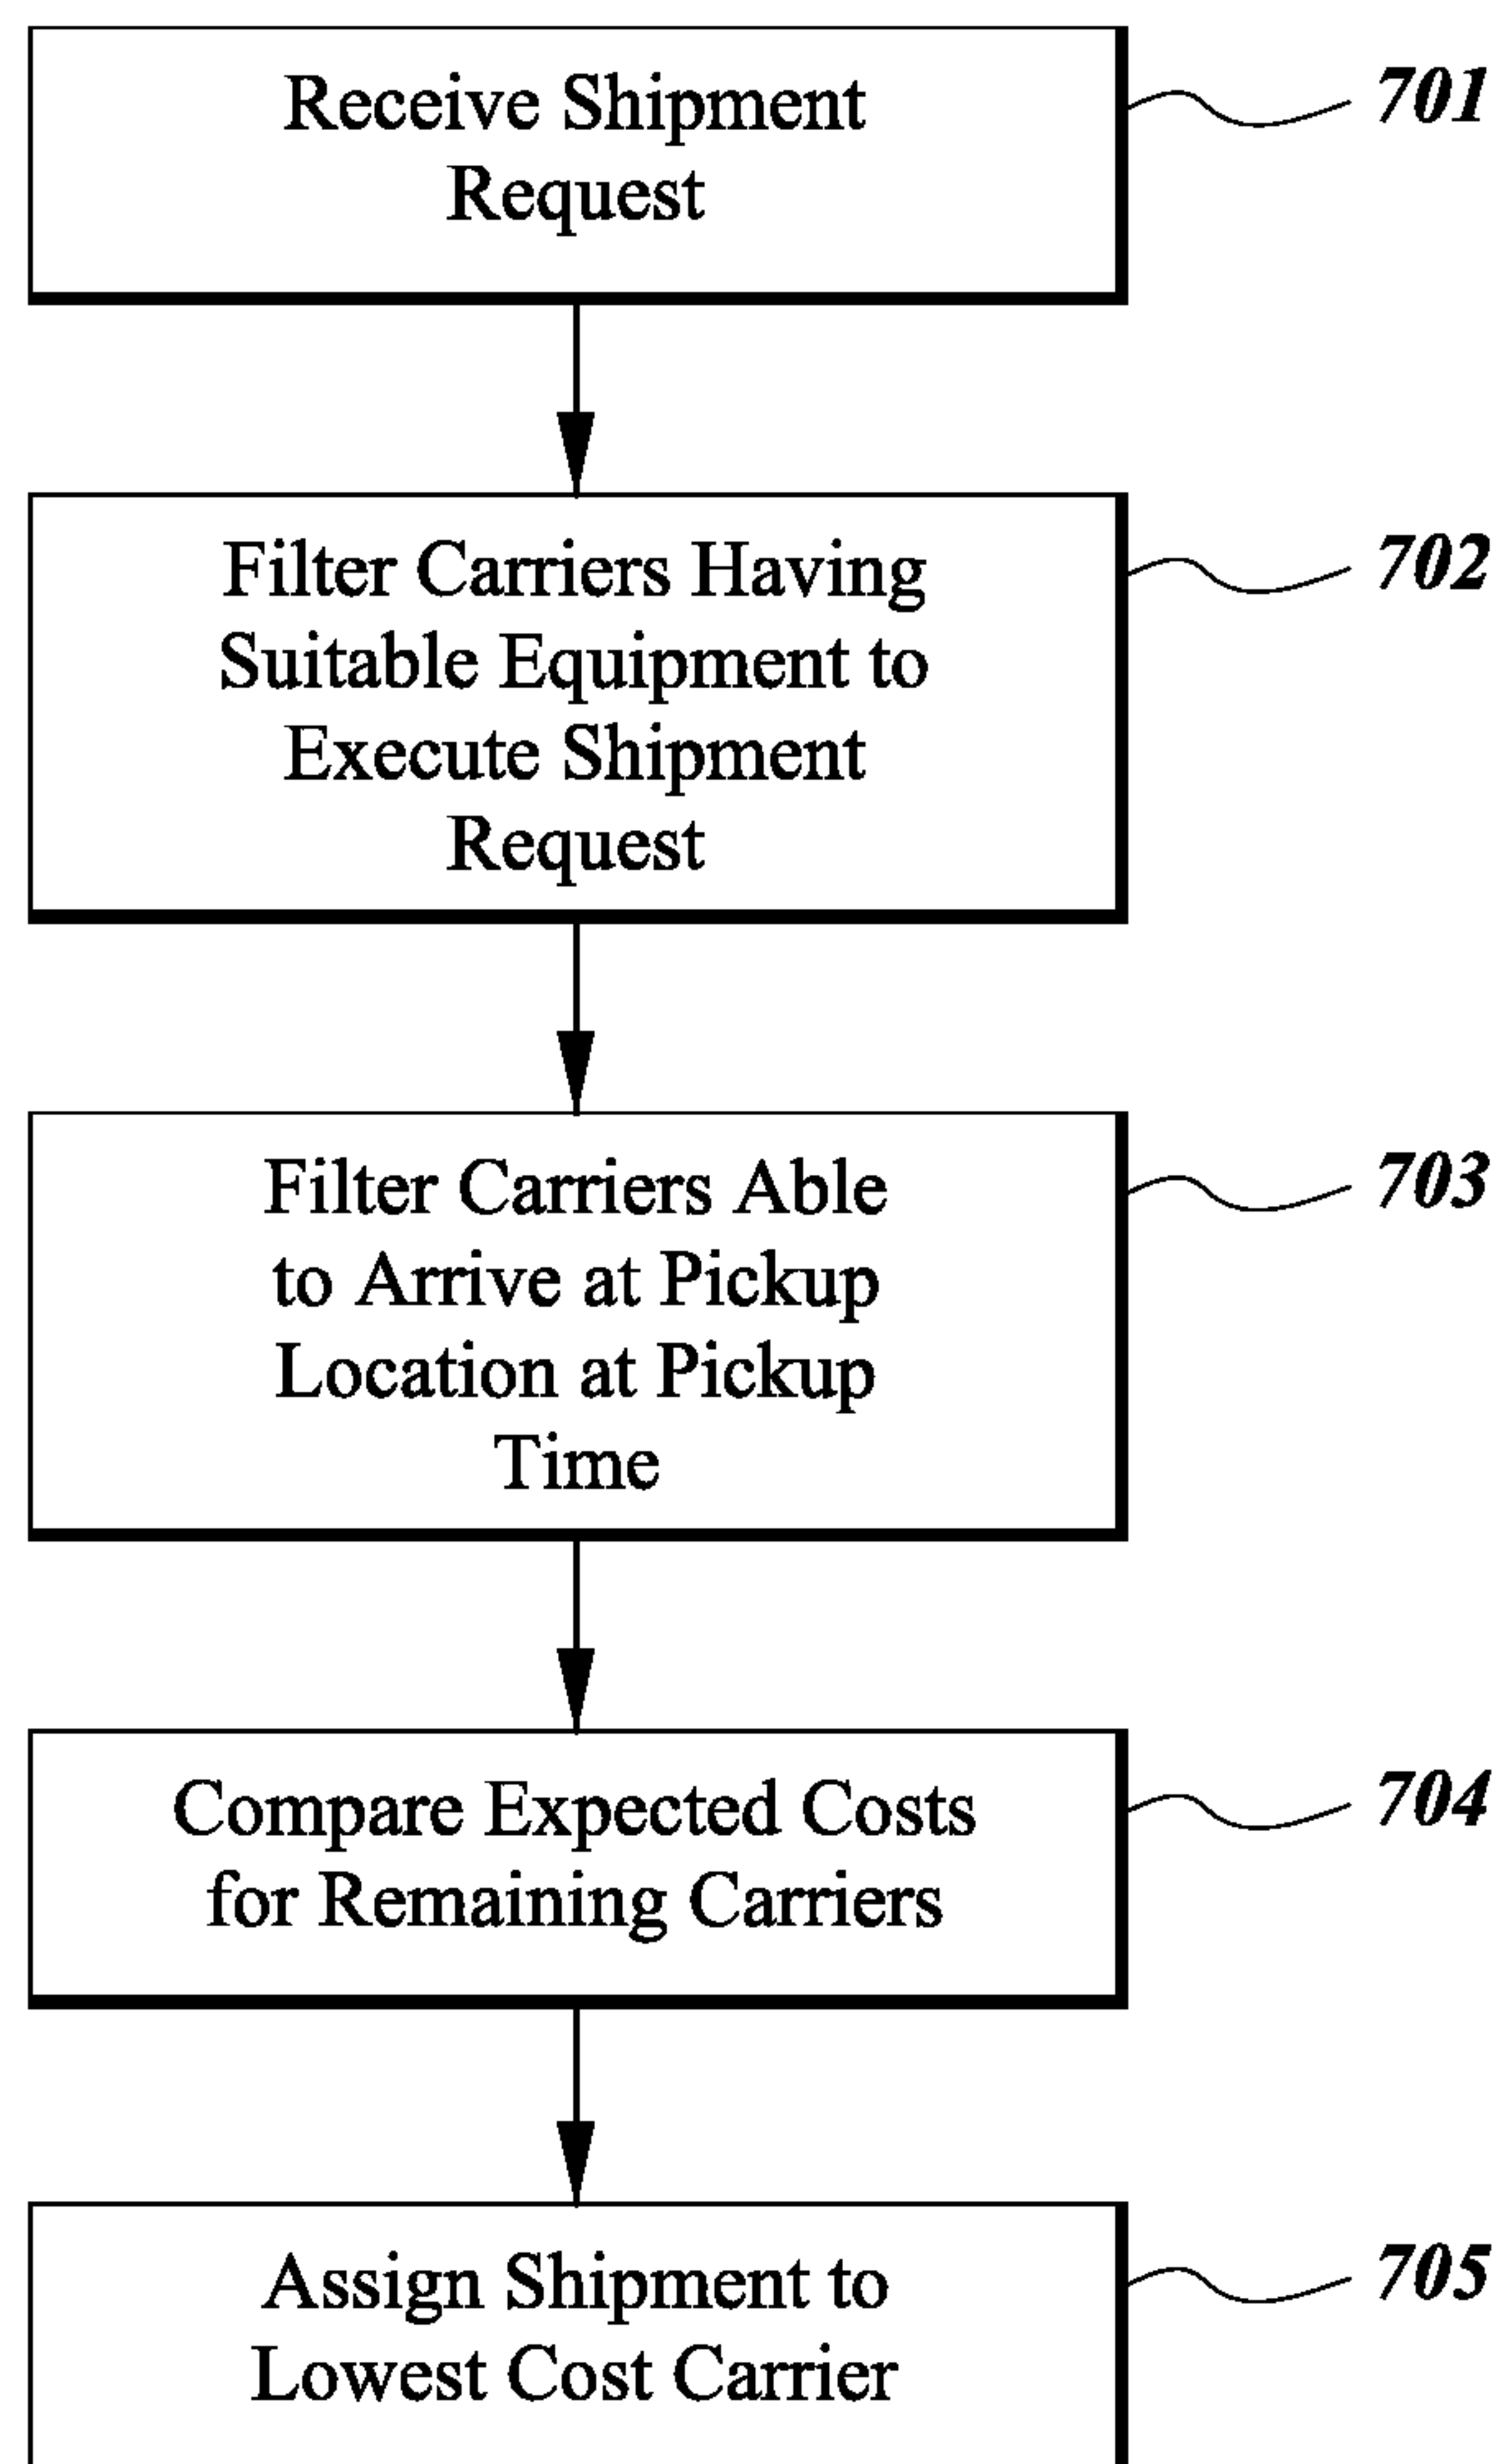 Receive Shipment
Request
701
Filter Carriers Having
Suitable Equipment to
Execute Shipment
Request
702
Filter Carriers Able
to Arrive at Pickup
Location at Pickup
Time
703
Compare Expected Costs
for Remaining Carriers
704
Assign Shipment to
Lowest Cost Carrier
705